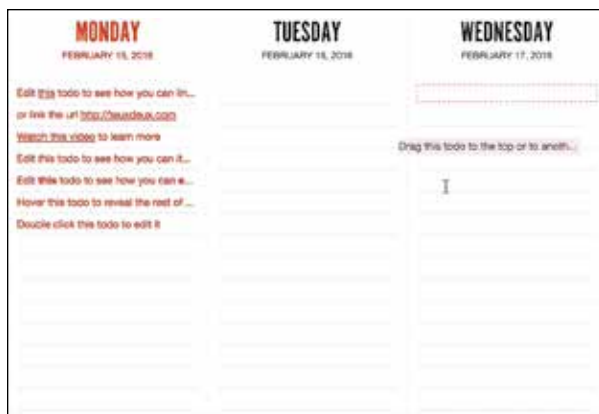 MONDAY
FEBRUARY 15, 2016
Edit this todo to see how you can lin...
or link the url http://teuxdeux.com
Watch this video to learn more
Edit this todo to see how you can it...
Edit this todo to see how you can e...
Hover this todo to reveal the rest of ...
Double click this todo to edit it
TUESDAY
FEBRUARY 16, 2016
WEDNESDAY
FEBRUARY 17, 2016
Drag this todo to the top or to anoth...